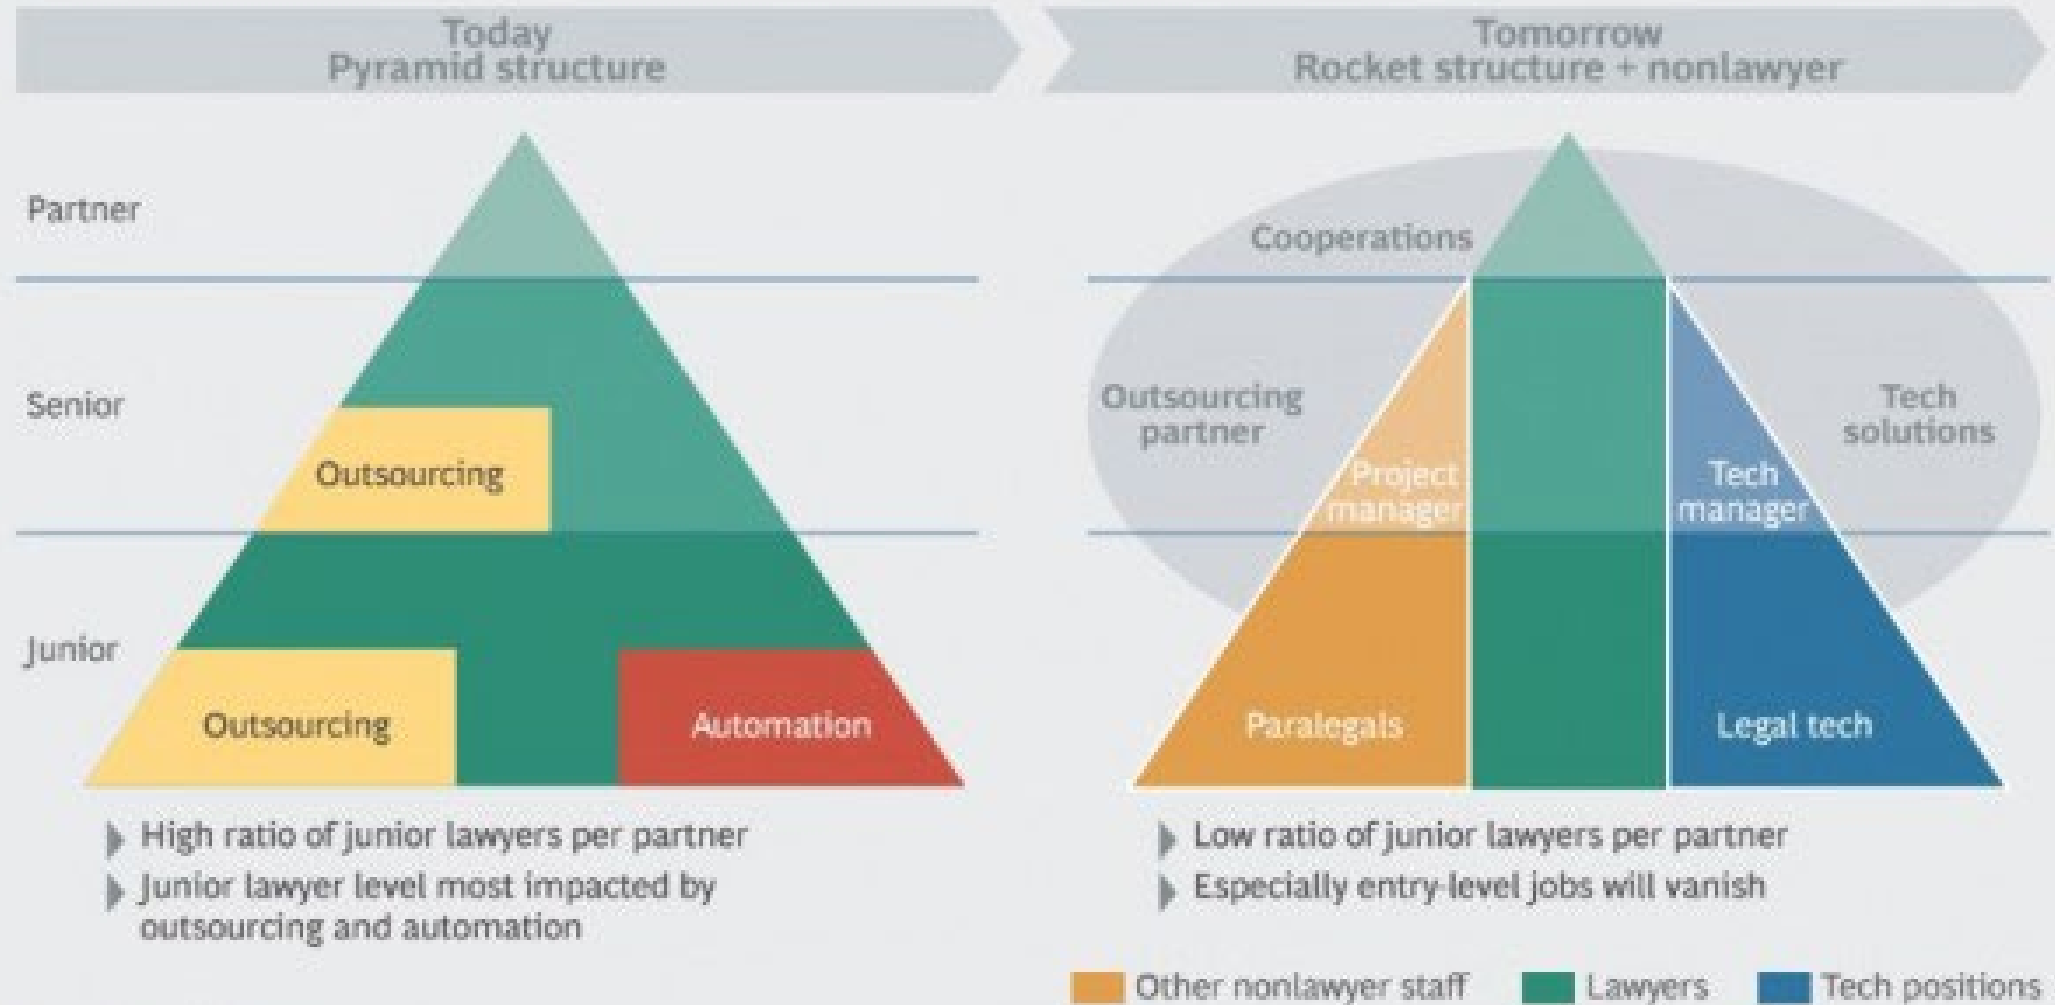 Today
Pyramid structure
Tomorrow
Rocket structure + nonlawyer
Partner
Senior
Junior
Outsourcing
Outsourcing
Automation
Cooperations
Outsourcing
partner
Tech
solutions
Project
manager
Tech
manager
Paralegals
Legal tech
High ratio of junior lawyers per partner
Junior lawyer level most impacted by
outsourcing and automation
Low ratio of junior lawyers per partner
Especially entry-level jobs will vanish
Other nonlawyer staff
Lawyers
Tech positions